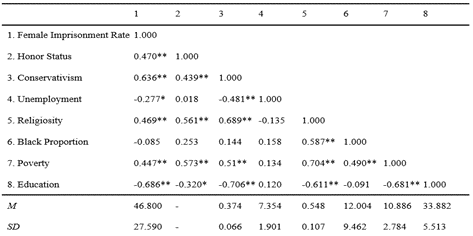 1 2 3 4 5 6 7 8
1. Female Imprisonment Rate 1.000
2. Honor Status 0.470** 1.000
3. Conservativism 0.636** 0.439** 1.000
4. Unemployment -0.277* 0.018 -0.481** 1.000
5. Religiosity 0.469** 0.561** 0.689** -0.135 1.000
6. Black Proportion -0.085 0.253 0.144 0.158 0.587** 1.000
7. Poverty 0.447** 0.573** 0.51** 0.134 0.704** 0.490** 1.000
8. Education -0.686** -0.320* -0.706** 0.120 -0.611** -0.091 -0.681** 1.000
M 46.800 - 0.374 7.354 0.548 12.004 10.886 33.882
SD 27.590 - 0.066 1.901 0.107 9.462 2.784 5.513